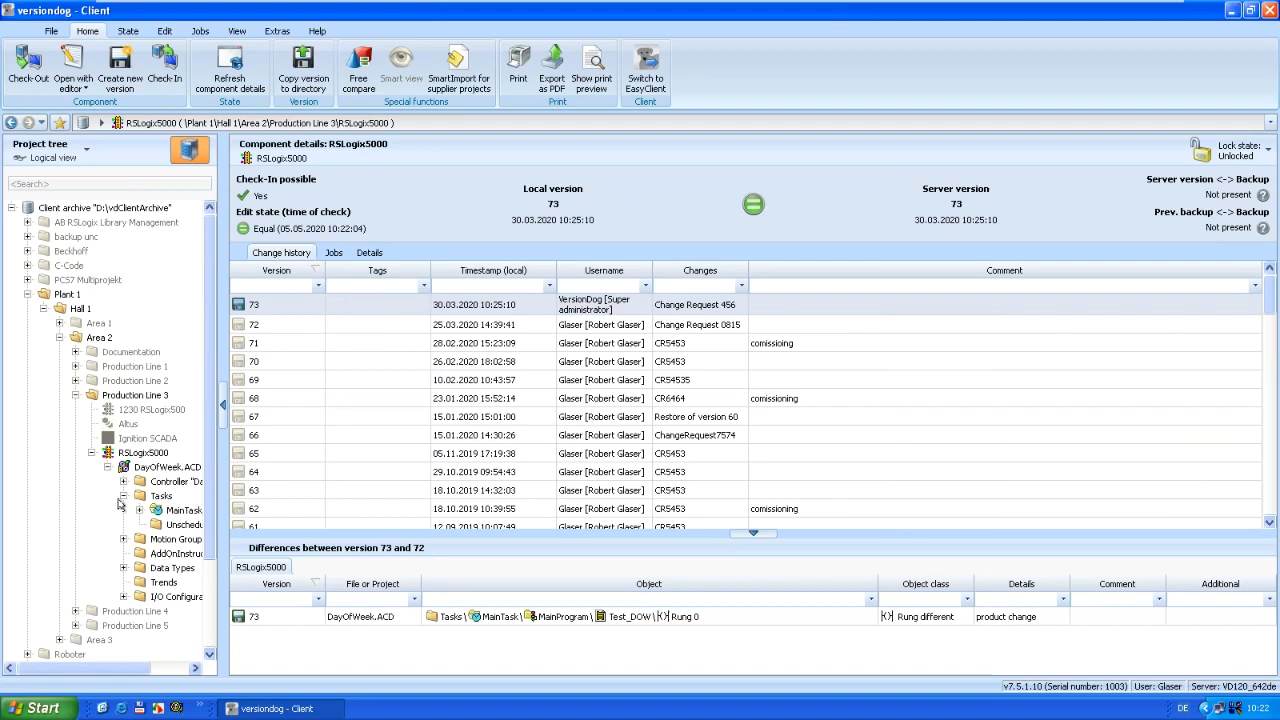 versiondog - Client
File Home State Edit Jobs View Extras Help
Check-Out Open with editor Create new version Check-In Refresh component details Copy version to directory Free compare Smart view SmartImport for supplier projects Print Export as PDF Show print preview Switch to EasyClient
Component State Version Special functions Print Client
RSLogix5000 ( \Plant 1\Hall 1\Area 2\Production Line 3\RSLogix5000 )
Project tree
Logical view
<Search>
Client archive "D:\vdClientArchive"
AB RSLogix Library Management
backup unc
Beckhoff
C-Code
PCS7 Multiprojekt
Plant 1
Hall 1
Area 1
Area 2
Documentation
Production Line 1
Production Line 2
Production Line 3
1230 RSLogix500
Altus
Ignition SCADA
RSLogix5000
DayOfWeek.ACD
Controller "Da
Tasks
MainTask
Unschedu
Motion Group
AddOnInstru
Data Types
Trends
I/O Configura
Production Line 4
Production Line 5
Area 3
Roboter
Component details: RSLogix5000
RSLogix5000
Lock state:
Unlocked
Check-In possible
Yes
Edit state (time of check)
Equal (05.05.2020 10:22:04)
Local version
73
30.03.2020 10:25:10
Server version
73
30.03.2020 10:25:10
Server version <-> Backup
Not present
Prev. backup <-> Backup
Not present
Change history Jobs Details
Version Tags Timestamp (local) Username Changes Comment
73 30.03.2020 10:25:10 VersionDog [Super administrator] Change Request 456
72 25.03.2020 14:39:41 Glaser [Robert Glaser] Change Request 0815
71 28.02.2020 15:23:09 Glaser [Robert Glaser] CR5453 comissioing
70 26.02.2020 18:02:58 Glaser [Robert Glaser] CR5453
69 10.02.2020 10:43:57 Glaser [Robert Glaser] CR54535
68 23.01.2020 15:52:14 Glaser [Robert Glaser] CR6464 comissioning
67 15.01.2020 15:01:00 Glaser [Robert Glaser] Restore of version 60
66 15.01.2020 14:30:26 Glaser [Robert Glaser] ChangeRequest7574
65 05.11.2019 17:19:38 Glaser [Robert Glaser] CR5453
64 29.10.2019 09:54:43 Glaser [Robert Glaser] CR5453
63 18.10.2019 14:32:03 Glaser [Robert Glaser] CR5453
62 18.10.2019 10:39:55 Glaser [Robert Glaser] CR5453 comissioning
61 12.09.2019 10:07:49 Glaser [Robert Glaser] CR5453
Differences between version 73 and 72
RSLogix5000
Version File or Project Object Object class Details Comment Additional
73 DayOfWeek.ACD Tasks\ MainTask\ MainProgram\ Test_DOW\ Rung 0 Rung different product change
v7.5.1.10 (Serial number: 1003) User: Glaser Server: VD120_642de
Start versiondog - Client DE 10:22